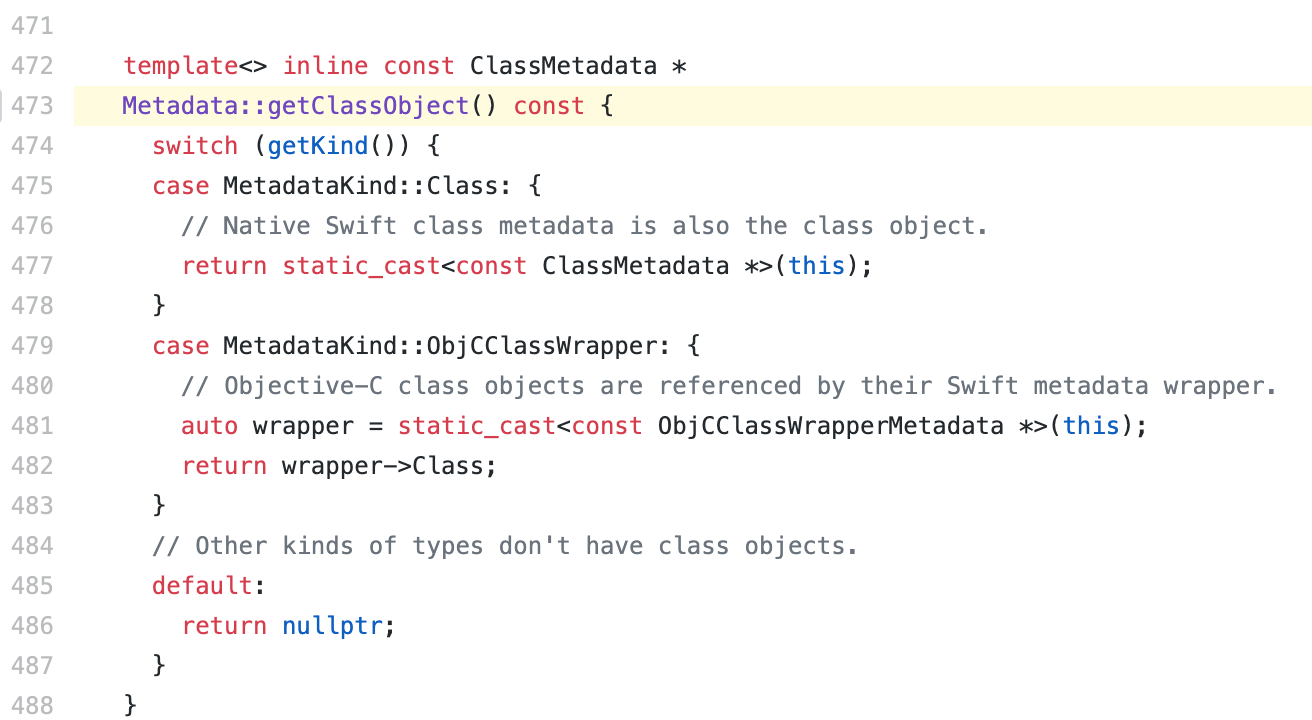 471
472 template<> inline const ClassMetadata *
473 Metadata::getClassObject() const {
474 switch (getKind()) {
475 case MetadataKind::Class: {
476 // Native Swift class metadata is also the class object.
477 return static_cast<const ClassMetadata *>(this);
478 }
479 case MetadataKind::ObjCClassWrapper: {
480 // Objective-C class objects are referenced by their Swift metadata wrapper.
481 auto wrapper = static_cast<const ObjCClassWrapperMetadata *>(this);
482 return wrapper->Class;
483 }
484 // Other kinds of types don't have class objects.
485 default:
486 return nullptr;
487 }
488 }